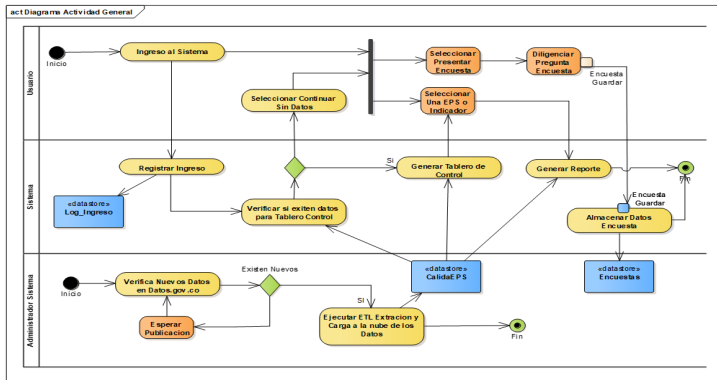 act Diagrama Actividad General
Usuario
Inicio
Ingreso al Sistema
Seleccionar Continuar
Sin Datos
Seleccionar
Presentar
Encuesta
Diligenciar
Pregunta
Encuesta
Encuesta
Guardar
Seleccionar
Una EPS o
Indicador
Sistema
Registrar Ingreso
«datastore»
Log_Ingreso
Verificar si exiten datos
para Tablero Control
Si
Generar Tablero de
Control
Generar Reporte
Fin
Encuesta
Guardar
Almacenar Datos
Encuesta
«datastore»
CalidaEPS
«datastore»
Encuestas
Administrador Sistema
Inicio
Verifica Nuevos Datos
en Datos.gov.co
Existen Nuevos
Esperar
Publicacion
SI
Ejecutar ETL Extracion y
Carga a la nube de los
Datos
Fin